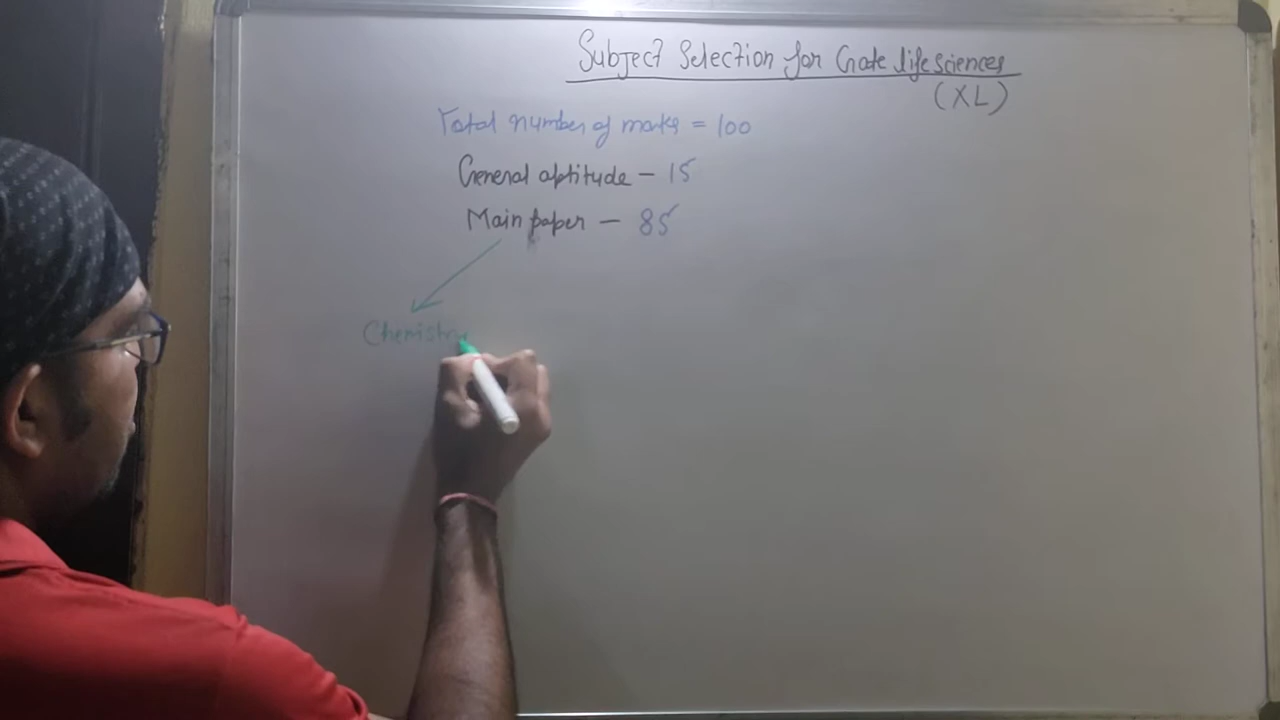 Subject Selection for Gate life sciences
(XL)
Total number of marks = 100
General aptitude - 15
Main paper - 85
Chemistry